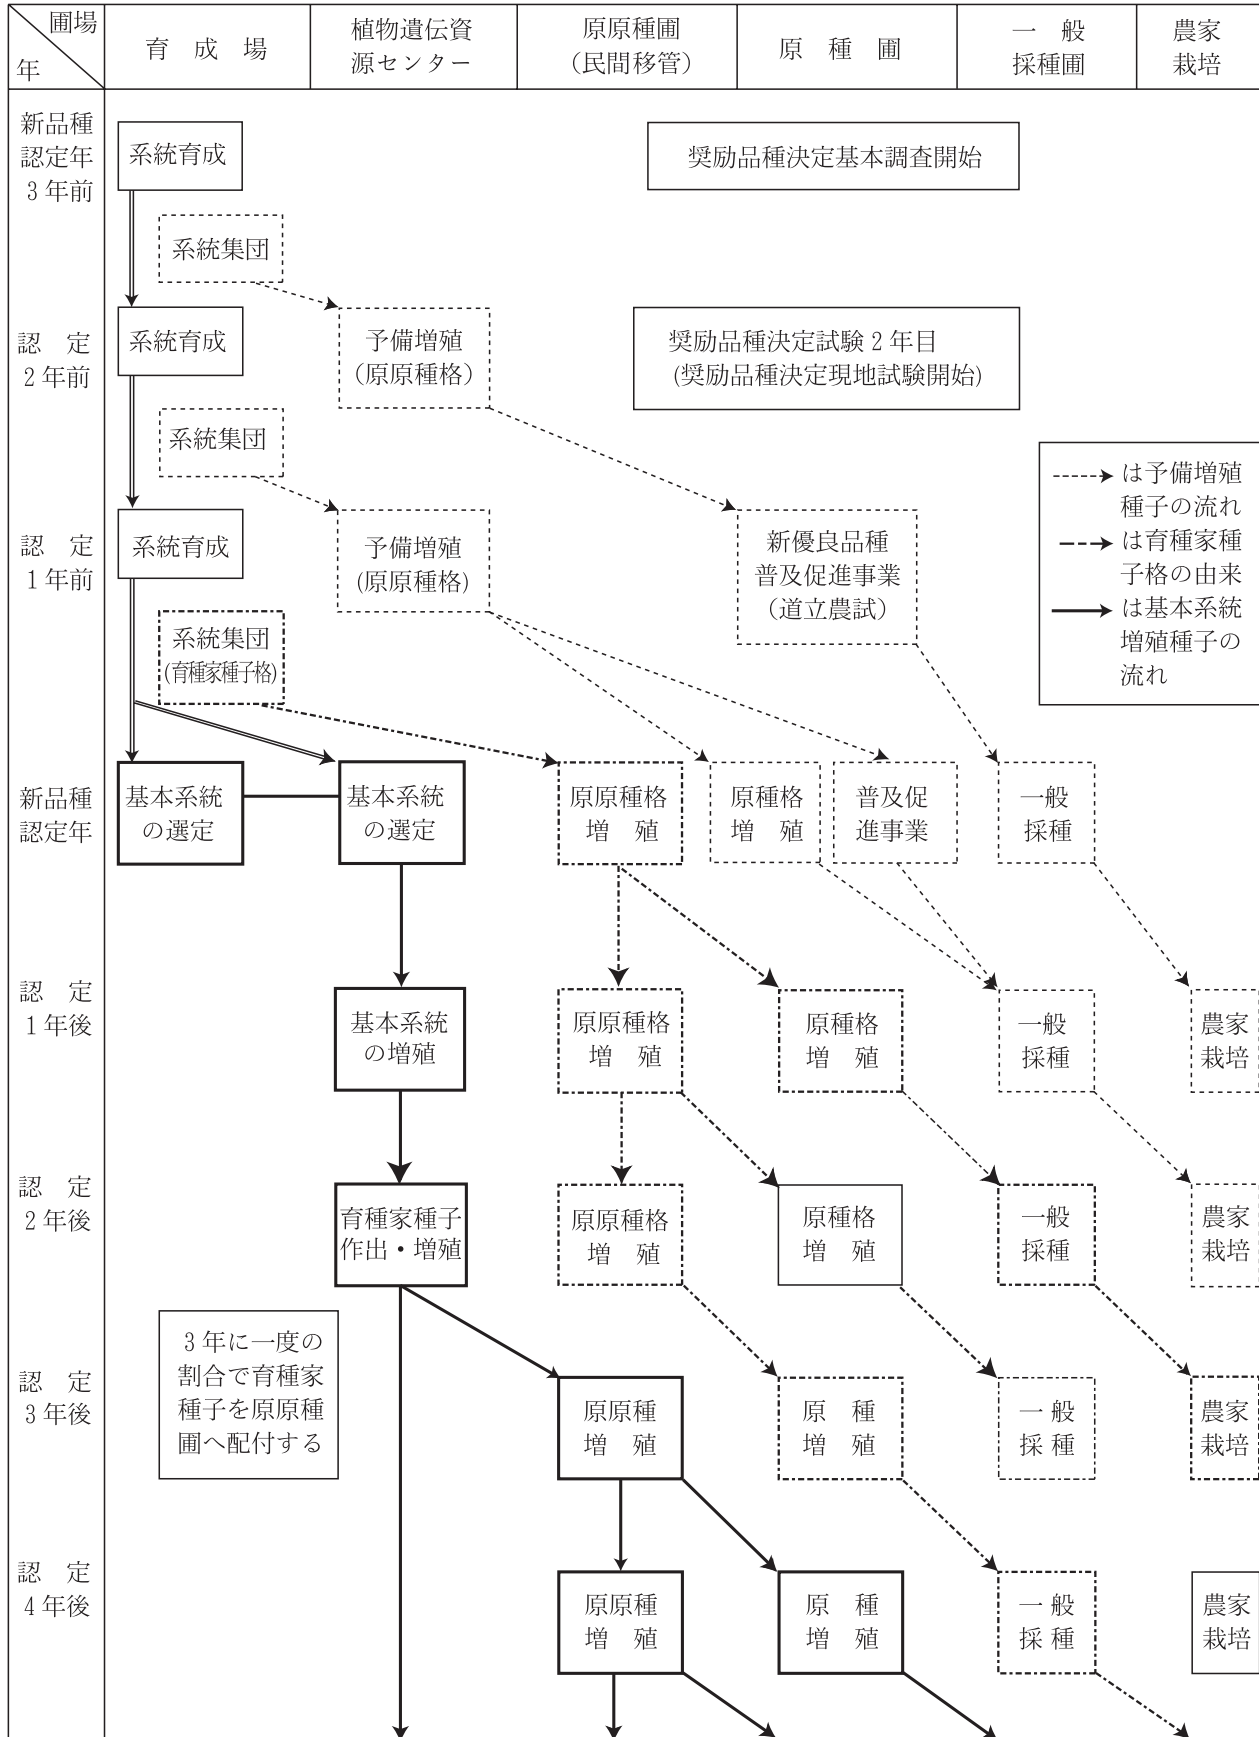 圃場
年
育　成　場
植物遺伝資
源センター
原原種圃
（民間移管）
原　種　圃
一　般
採種圃
農家
栽培
新品種
認定年
3 年前
系統育成
奨励品種決定基本調査開始
系統集団
認　定
2 年前
系統育成
予備増殖
（原原種格）
奨励品種決定試験 2 年目
(奨励品種決定現地試験開始)
系統集団
は予備増殖
種子の流れ
は育種家種
子格の由来
は基本系統
増殖種子の
流れ
認　定
1 年前
系統育成
予備増殖
(原原種格)
新優良品種
普及促進事業
（道立農試）
系統集団
(育種家種子格)
新品種
認定年
基本系統
の選定
基本系統
の選定
原原種格
増　殖
原種格
増　殖
普及促
進事業
一般
採種
認　定
1 年後
基本系統
の増殖
原原種格
増　殖
原種格
増　殖
一般
採種
農家
栽培
認　定
2 年後
育種家種子
作出・増殖
原原種格
増　殖
原種格
増　殖
一般
採種
農家
栽培
3 年に一度の
割合で育種家
種子を原原種
圃へ配付する
認　定
3 年後
原原種
増　殖
原　種
増　殖
一 般
採 種
農家
栽培
認　定
4 年後
原原種
増　殖
原　種
増　殖
一 般
採 種
農家
栽培